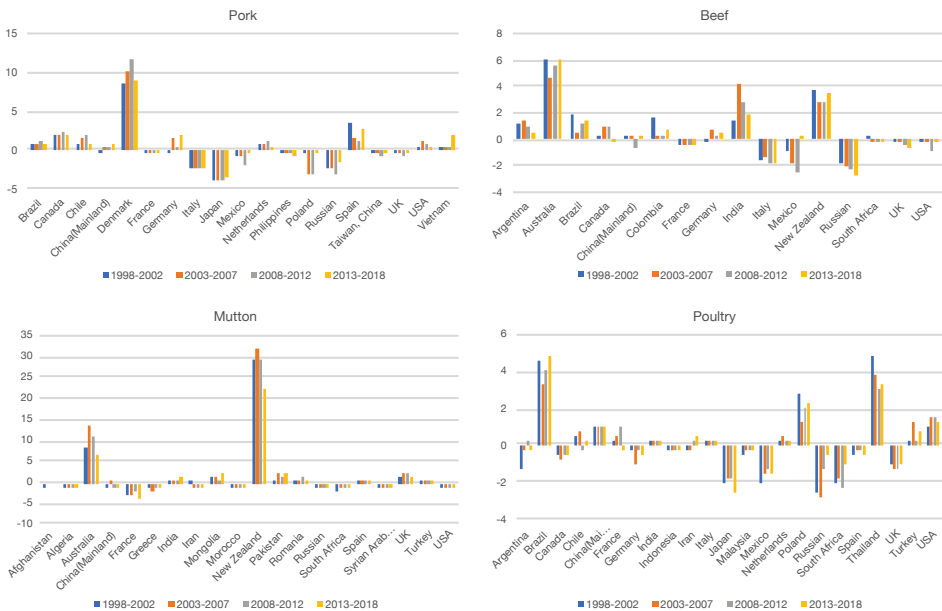 Pork
15
10
5
0
-5
Brazil
Canada
Chile
China(Mainland)
Denmark
France
Germany
Italy
Japan
Mexico
Netherlands
Philippines
Poland
Russian
Spain
Taiwan, China
UK
USA
Vietnam
1998-2002 2003-2007 2008-2012 2013-2018
Beef
8
6
4
2
0
-2
-4
Argentina
Australia
Brazil
Canada
China(Mainland)
Colombia
France
Germany
India
Italy
Mexico
New Zealand
Russian
South Africa
UK
USA
1998-2002 2003-2007 2008-2012 2013-2018
Mutton
35
30
25
20
15
10
5
0
-5
-10
Afghanistan
Algeria
Australia
China(Mainland)
France
Greece
India
Iran
Mongolia
Morocco
New Zealand
Pakistan
Romania
Russian
South Africa
Spain
Syrian Arab...
UK
Turkey
USA
1998-2002 2003-2007 2008-2012 2013-2018
Poultry
6
4
2
0
-2
-4
Argentina
Brazil
Canada
Chile
China(Mai...
France
Germany
India
Indonesia
Iran
Italy
Japan
Malaysia
Mexico
Netherlands
Poland
Russian
South Africa
Spain
Thailand
UK
Turkey
USA
1998-2002 2003-2007 2008-2012 2013-2018